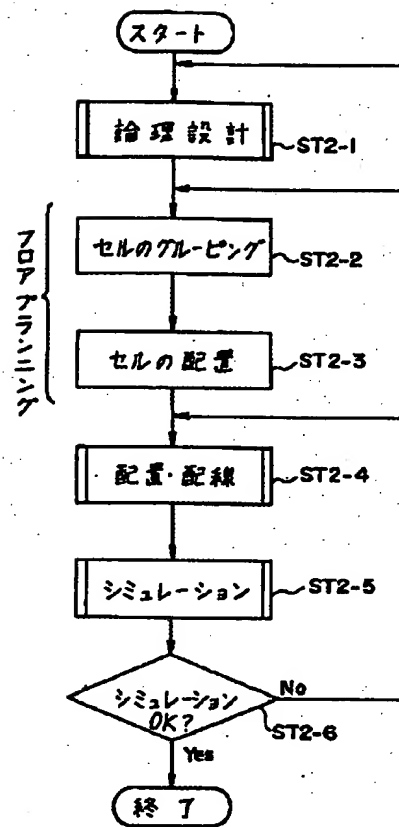 スタート
論理設計
ST2-1
フロアプランニング
セルのグルーピング
ST2-2
セルの配置
ST2-3
配置・配線
ST2-4
シミュレーション
ST2-5
シミュレーション
OK?
No
ST2-6
Yes
終了